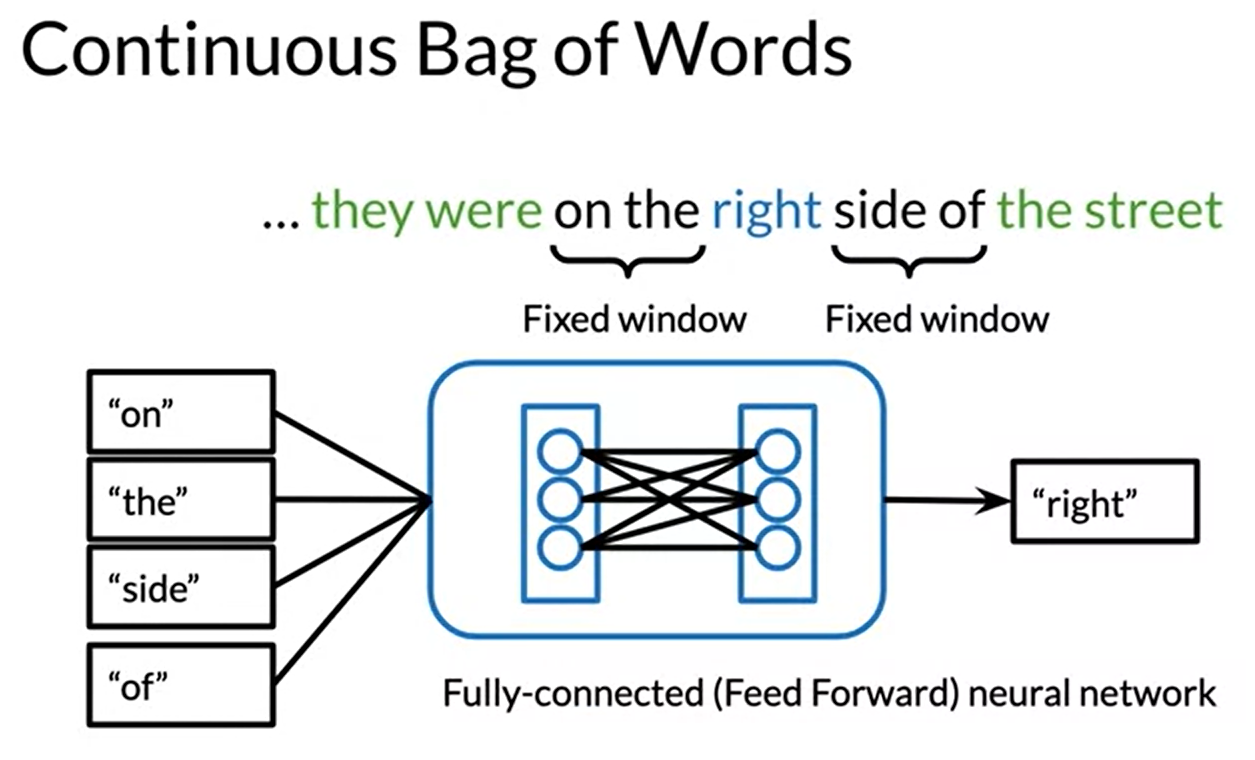 Continuous Bag of Words
... they were on the right side of the street
Fixed window
Fixed window
“on”
“the”
“side”
“of”
“right”
Fully-connected (Feed Forward) neural network